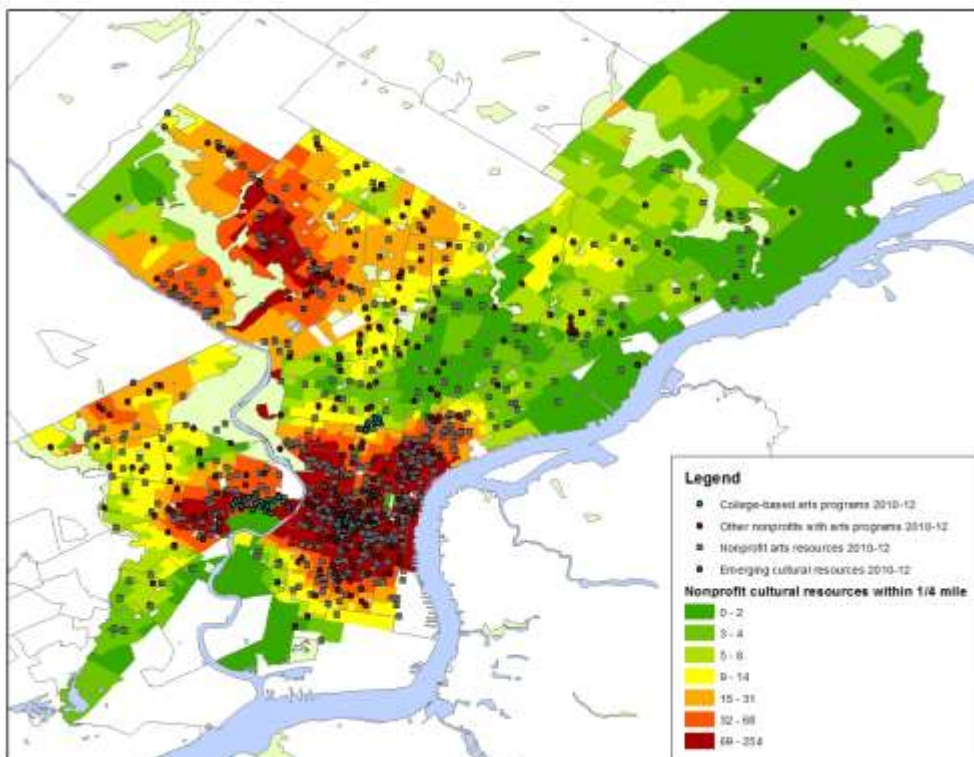 Legend
College-based arts programs 2010-12
Other nonprofits with arts programs 2010-12
Nonprofit arts resources 2010-12
Emerging cultural resources 2010-12
Nonprofit cultural resources within 1/4 mile
0 - 2
3 - 4
5 - 8
9 - 14
15 - 31
32 - 68
69 - 254